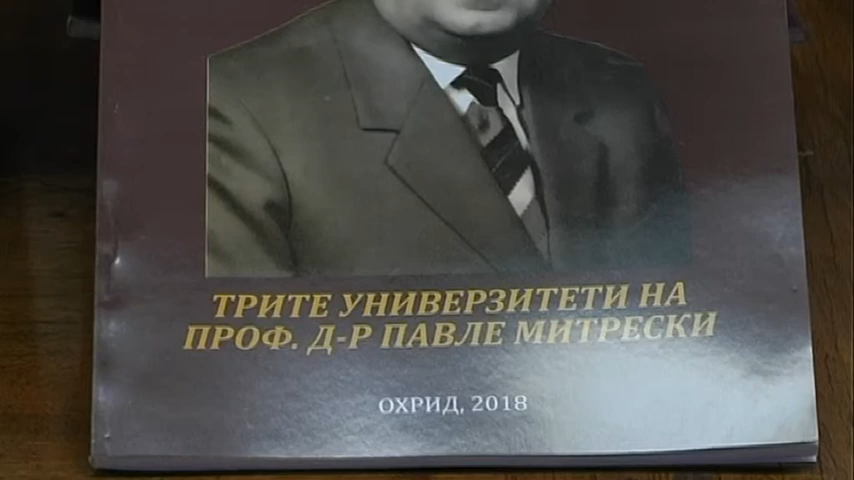 ТРИТЕ УНИВЕРЗИТЕТИ НА
ПРОФ. Д-Р ПАВЛЕ МИТРЕСКИ
ОХРИД, 2018